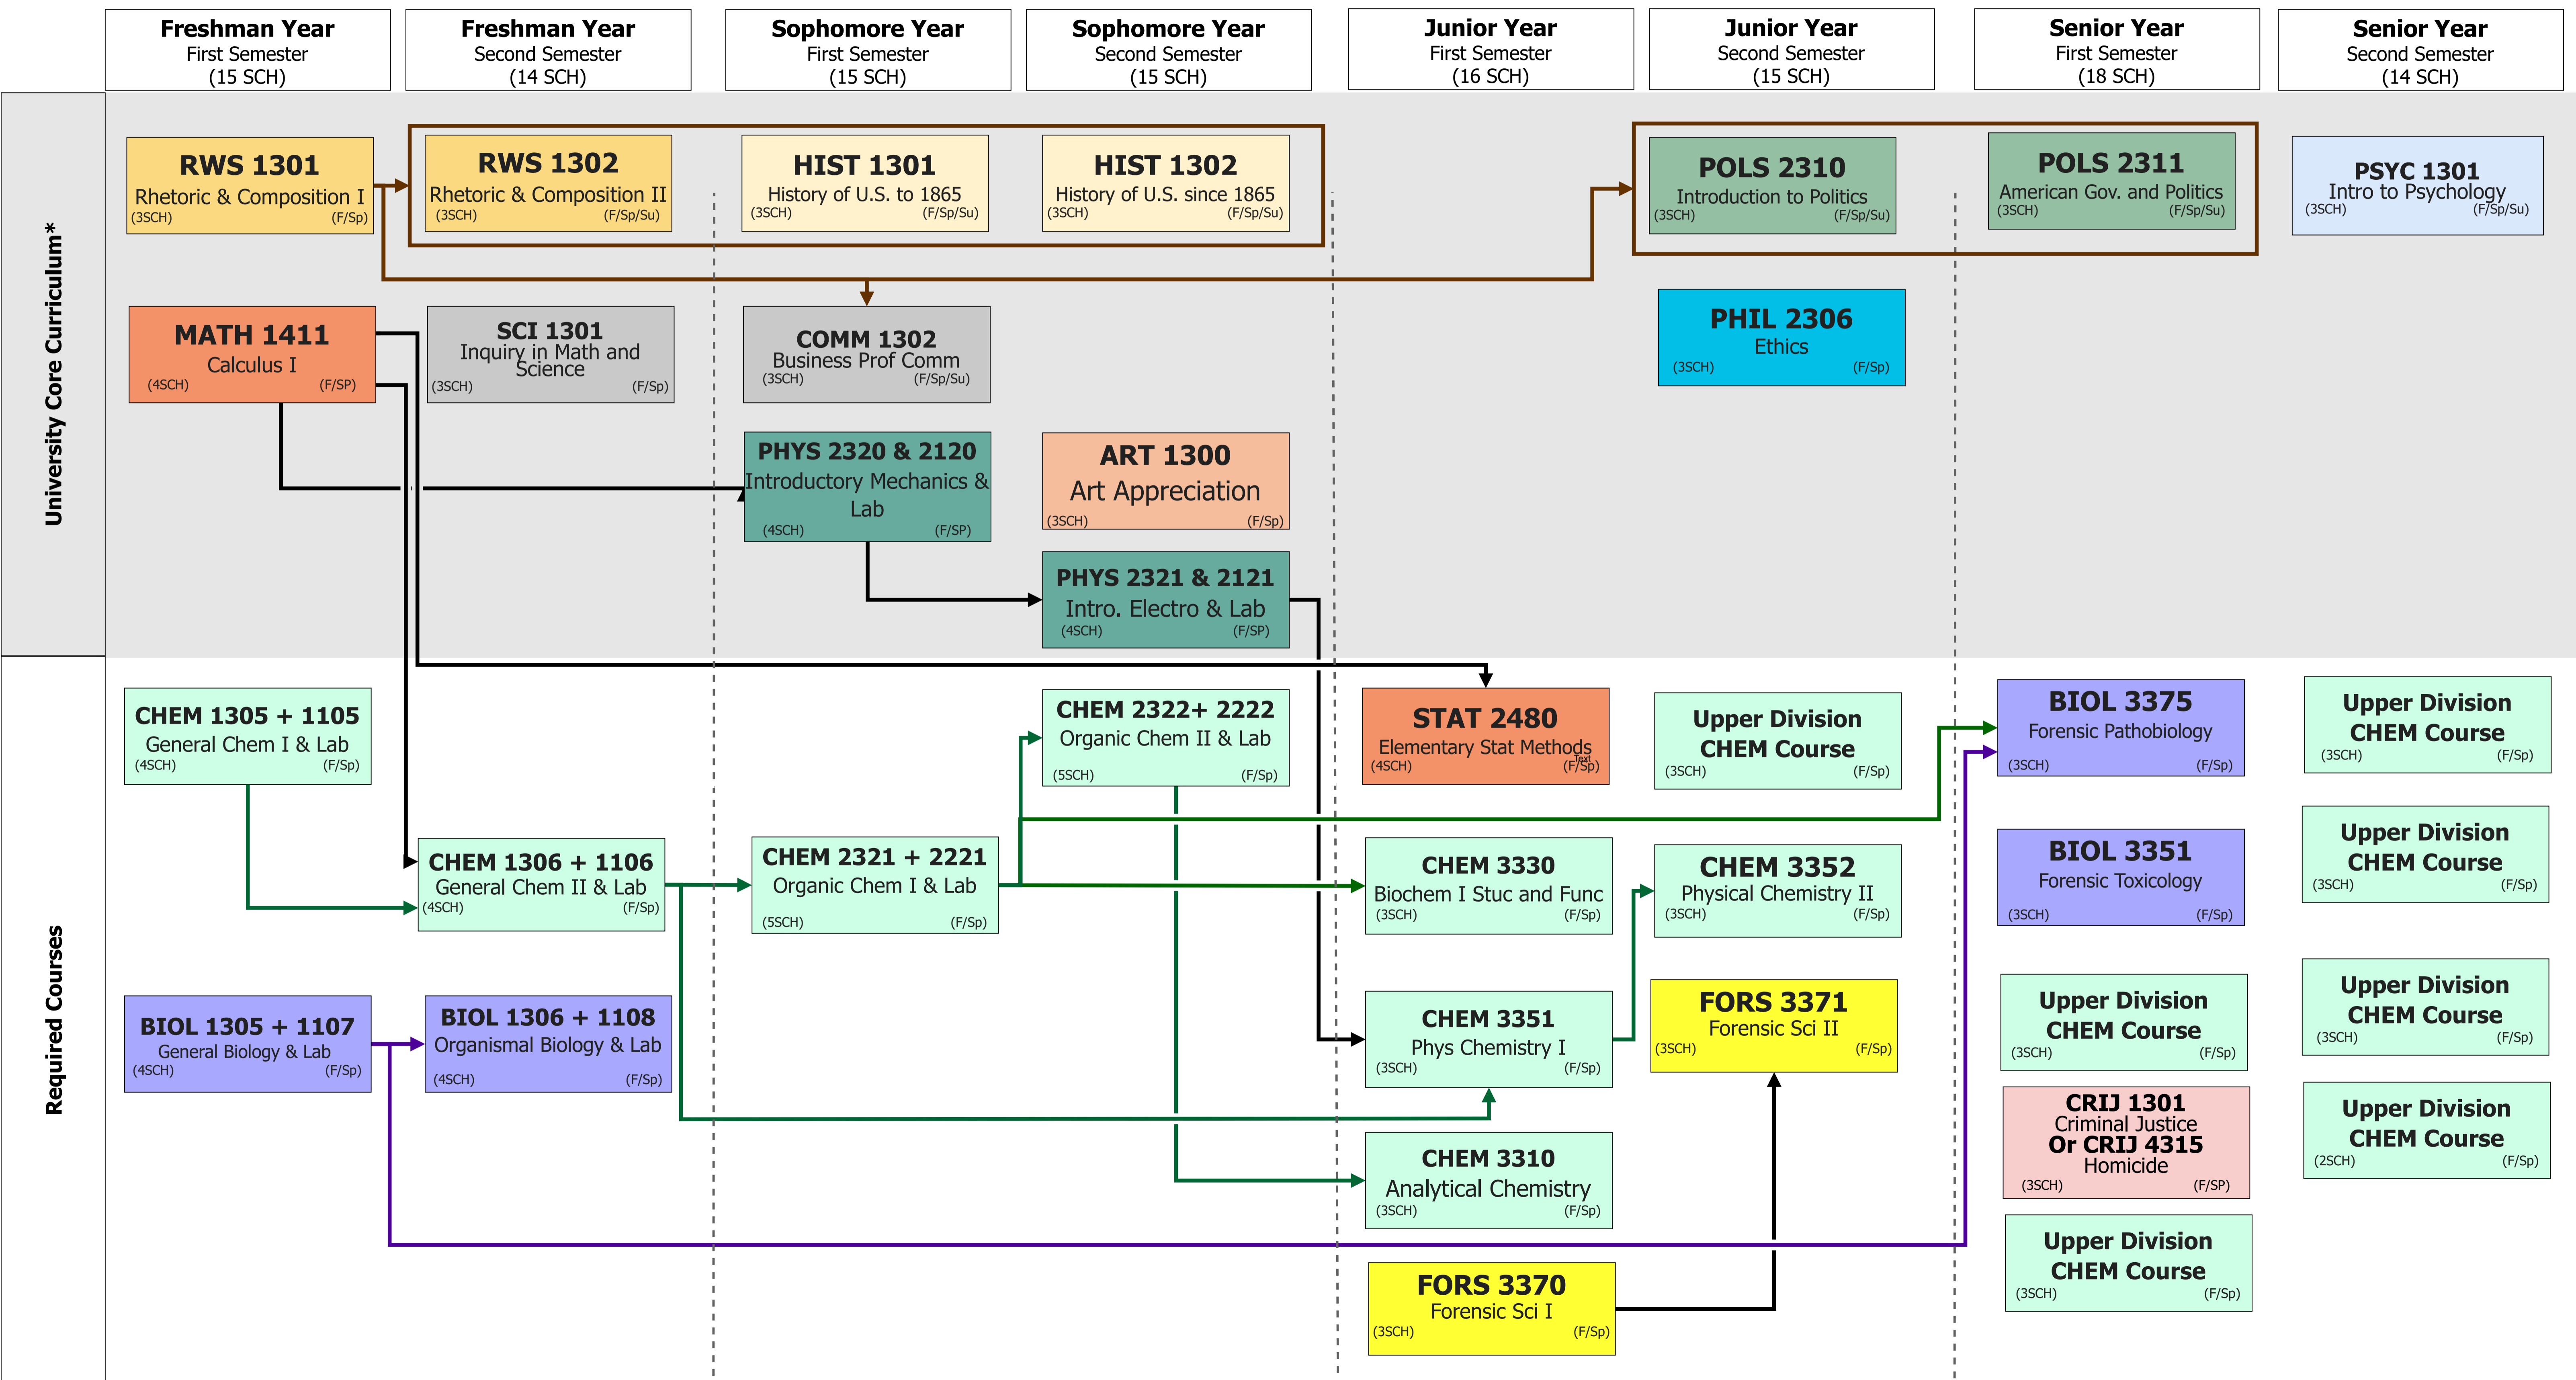 Freshman Year
First Semester
(15 SCH)
Freshman Year
Second Semester
(14 SCH)
Sophomore Year
First Semester
(15 SCH)
Sophomore Year
Second Semester
(15 SCH)
Junior Year
First Semester
(16 SCH)
Junior Year
Second Semester
(15 SCH)
Senior Year
First Semester
(18 SCH)
Senior Year
Second Semester
(14 SCH)
University Core Curriculum*
RWS 1301
Rhetoric & Composition I
(3SCH) (F/Sp)
RWS 1302
Rhetoric & Composition II
(3SCH) (F/Sp/Su)
HIST 1301
History of U.S. to 1865
(3SCH) (F/Sp/Su)
HIST 1302
History of U.S. since 1865
(3SCH) (F/Sp/Su)
POLS 2310
Introduction to Politics
(3SCH) (F/Sp/Su)
POLS 2311
American Gov. and Politics
(3SCH) (F/Sp/Su)
PSYC 1301
Intro to Psychology
(3SCH) (F/Sp/Su)
MATH 1411
Calculus I
(4SCH) (F/SP)
SCI 1301
Inquiry in Math and
Science
(3SCH) (F/Sp)
COMM 1302
Business Prof Comm
(3SCH) (F/Sp/Su)
PHIL 2306
Ethics
(3SCH) (F/Sp)
PHYS 2320 & 2120
Introductory Mechanics &
Lab
(4SCH) (F/SP)
ART 1300
Art Appreciation
(3SCH) (F/Sp)
PHYS 2321 & 2121
Intro. Electro & Lab
(4SCH) (F/SP)
Required Courses
CHEM 1305 + 1105
General Chem I & Lab
(4SCH) (F/Sp)
CHEM 2322+ 2222
Organic Chem II & Lab
(5SCH) (F/Sp)
STAT 2480
Elementary Stat Methods
Text
(4SCH) (F/Sp)
Upper Division
CHEM Course
(3SCH) (F/Sp)
BIOL 3375
Forensic Pathobiology
(3SCH) (F/Sp)
Upper Division
CHEM Course
(3SCH) (F/Sp)
CHEM 1306 + 1106
General Chem II & Lab
(4SCH) (F/Sp)
CHEM 2321 + 2221
Organic Chem I & Lab
(5SCH) (F/Sp)
CHEM 3330
Biochem I Stuc and Func
(3SCH) (F/Sp)
CHEM 3352
Physical Chemistry II
(3SCH) (F/Sp)
BIOL 3351
Forensic Toxicology
(3SCH) (F/Sp)
Upper Division
CHEM Course
(3SCH) (F/Sp)
BIOL 1305 + 1107
General Biology & Lab
(4SCH) (F/Sp)
BIOL 1306 + 1108
Organismal Biology & Lab
(4SCH) (F/Sp)
CHEM 3351
Phys Chemistry I
(3SCH) (F/Sp)
FORS 3371
Forensic Sci II
(3SCH) (F/Sp)
Upper Division
CHEM Course
(3SCH) (F/Sp)
Upper Division
CHEM Course
(3SCH) (F/Sp)
CHEM 3310
Analytical Chemistry
(3SCH) (F/Sp)
CRIJ 1301
Criminal Justice
Or CRIJ 4315
Homicide
(3SCH) (F/SP)
Upper Division
CHEM Course
(2SCH) (F/Sp)
FORS 3370
Forensic Sci I
(3SCH) (F/Sp)
Upper Division
CHEM Course
(3SCH) (F/Sp)